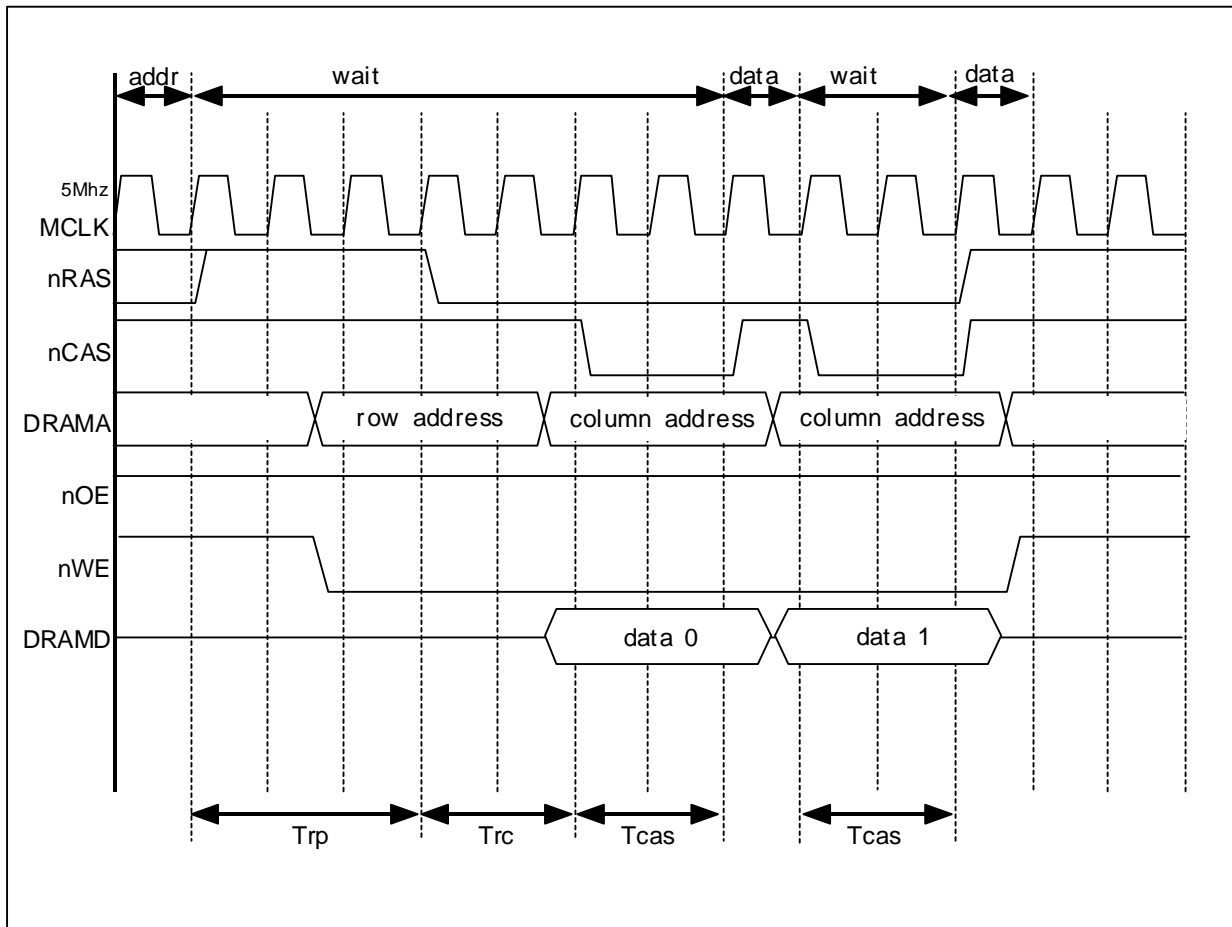 addr wait data wait data
5Mhz
MCLK
nRAS
nCAS
DRAMA row address column address column address
nOE
nWE
DRAMD data 0 data 1
Trp Trc Tcas Tcas